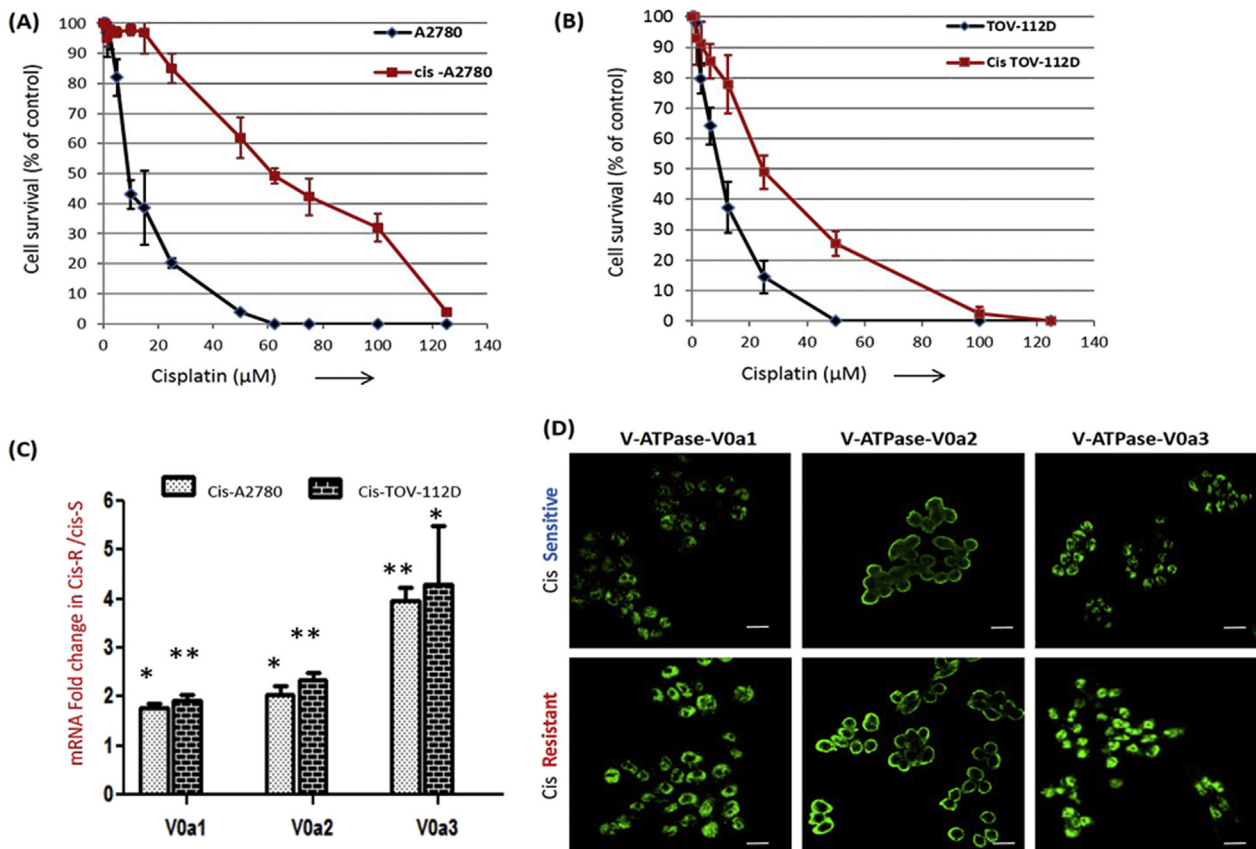 (A)
Cell survival (% of control)
100
90
80
70
60
50
40
30
20
10
0
A2780
cis -A2780
0 20 40 60 80 100 120 140
Cisplatin (µM)
(B)
Cell survival (% of control)
100
90
80
70
60
50
40
30
20
10
0
TOV-112D
Cis TOV-112D
0 20 40 60 80 100 120 140
Cisplatin (µM)
(C)
mRNA Fold change in Cis-R /cis-S
Cis-A2780 Cis-TOV-112D
6
5
4
3
2
1
0
* ** * ** ** *
V0a1 V0a2 V0a3
(D)
V-ATPase-V0a1 V-ATPase-V0a2 V-ATPase-V0a3
Cis Sensitive
Cis Resistant